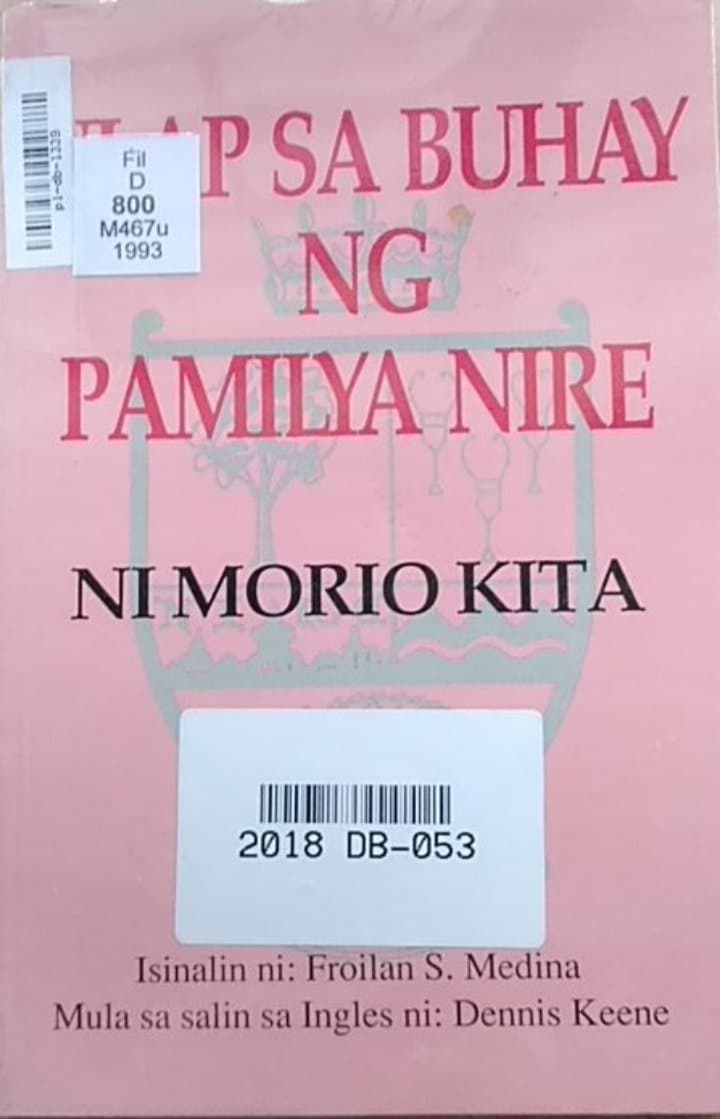 Fil
D
800
M467u
1993
ULAP SA BUHAY
NG
PAMILYA NIRE
NI MORIO KITA
2018 DB-053
Isinalin ni: Froilan S. Medina
Mula sa salin sa Ingles ni: Dennis Keene